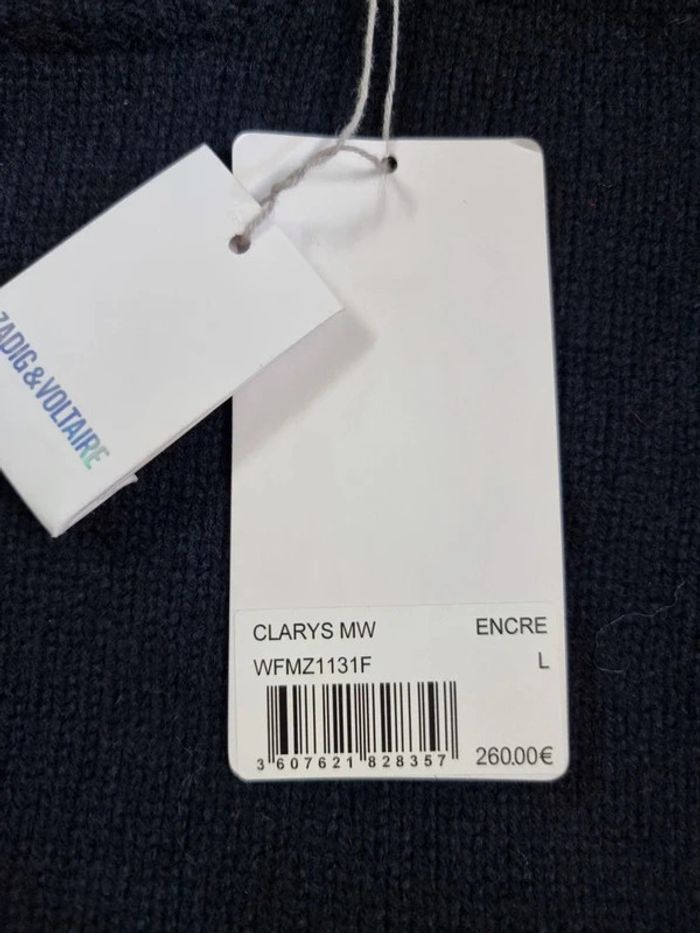 ZADIG&VOLTAIRE
CLARYS MW ENCRE
WFMZ1131F L
3 607621 828357 260.00€